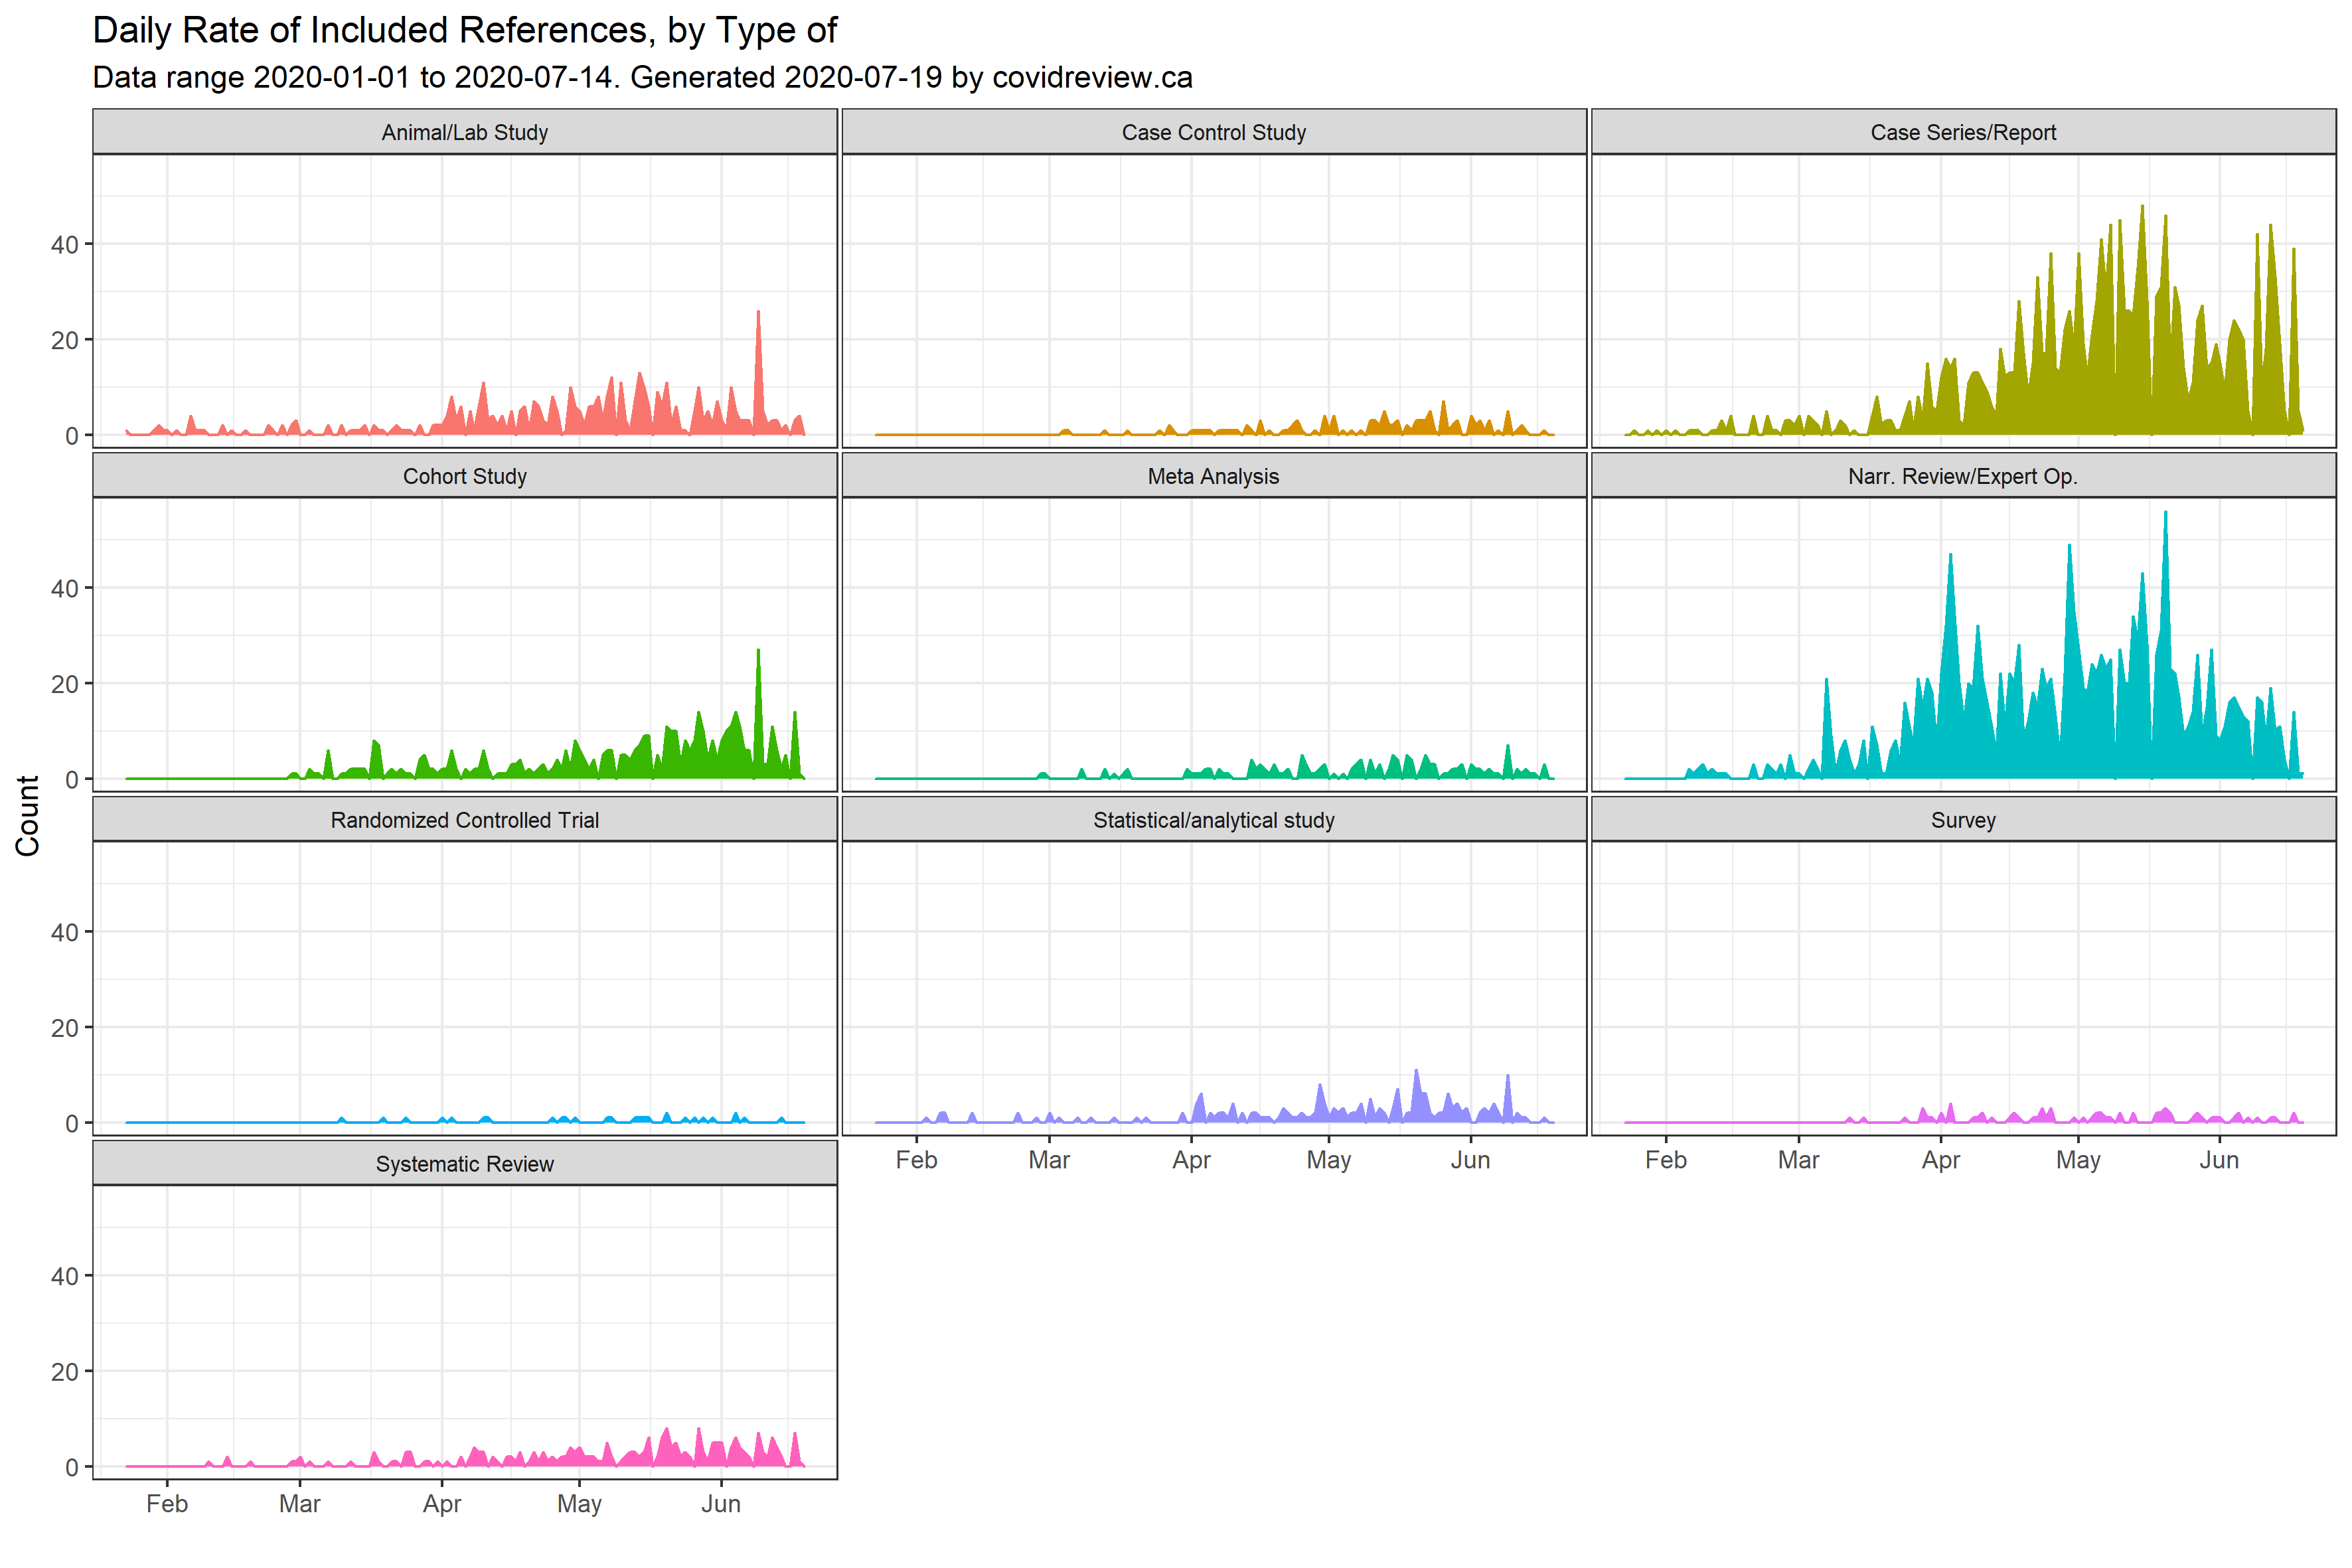 Daily Rate of Included References, by Type of
Data range 2020-01-01 to 2020-07-14. Generated 2020-07-19 by covidreview.ca
Animal/Lab Study
Case Control Study
Case Series/Report
40
20
0
Cohort Study
Meta Analysis
Narr. Review/Expert Op.
40
20
0
Count
Randomized Controlled Trial
Statistical/analytical study
Survey
40
20
0
Feb Mar Apr May Jun
Feb Mar Apr May Jun
Systematic Review
40
20
0
Feb Mar Apr May Jun